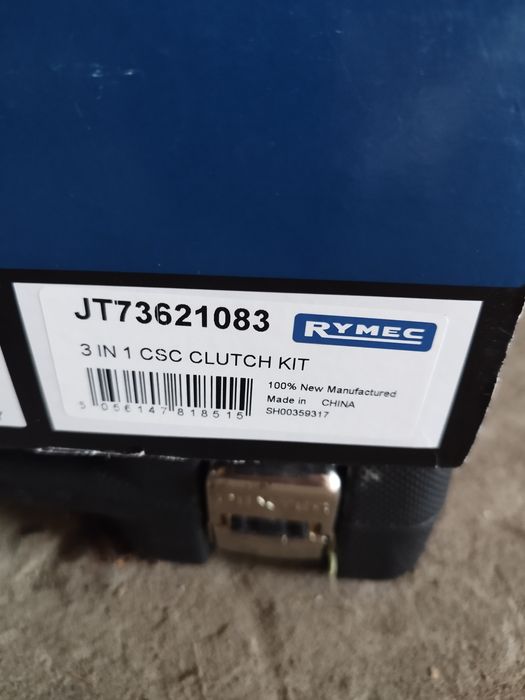 JT73621083
RYMEC
3 IN 1 CSC CLUTCH KIT
100% New Manufactured
Made in CHINA
SH00359317
5 056147 818515